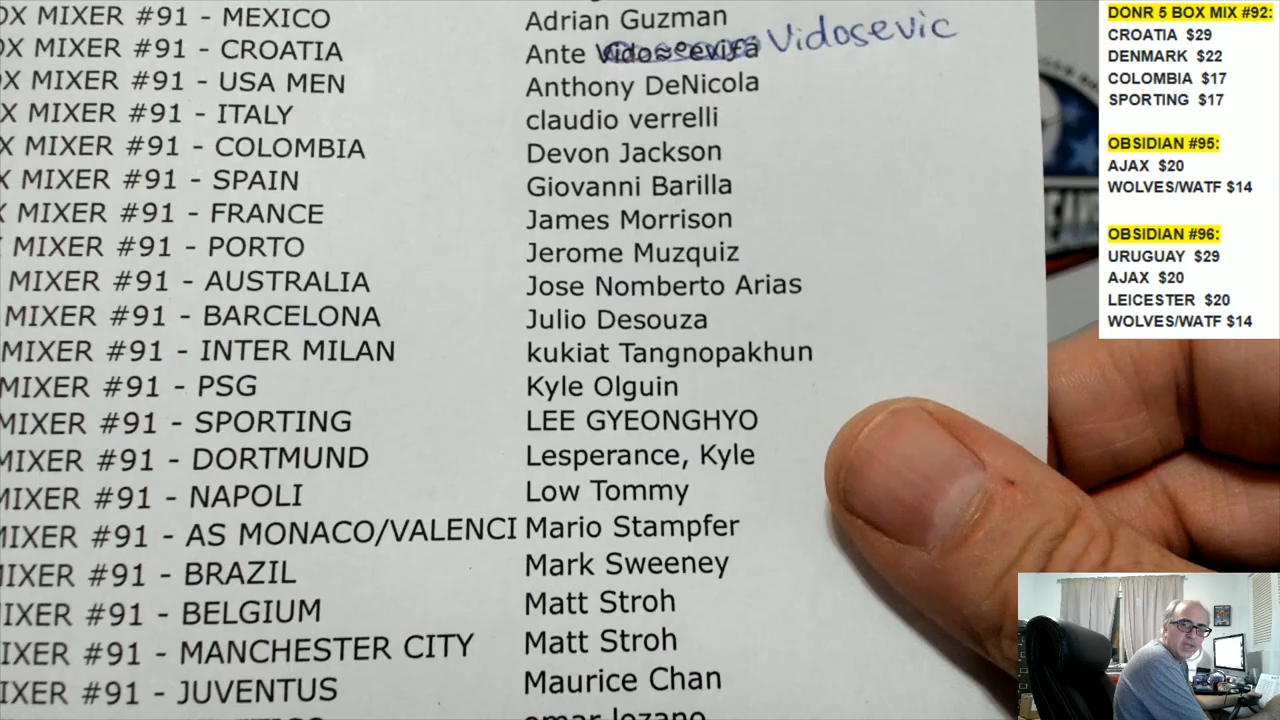 OX MIXER #91 - MEXICO Adrian Guzman
OX MIXER #91 - CROATIA Ante Vidosevic
OX MIXER #91 - USA MEN Anthony DeNicola
X MIXER #91 - ITALY claudio verrelli
X MIXER #91 - COLOMBIA Devon Jackson
X MIXER #91 - SPAIN Giovanni Barilla
X MIXER #91 - FRANCE James Morrison
MIXER #91 - PORTO Jerome Muzquiz
MIXER #91 - AUSTRALIA Jose Nomberto Arias
MIXER #91 - BARCELONA Julio Desouza
MIXER #91 - INTER MILAN kukiat Tangnopakhun
MIXER #91 - PSG Kyle Olguin
MIXER #91 - SPORTING LEE GYEONGHYO
MIXER #91 - DORTMUND Lesperance, Kyle
MIXER #91 - NAPOLI Low Tommy
MIXER #91 - AS MONACO/VALENCI Mario Stampfer
MIXER #91 - BRAZIL Mark Sweeney
IXER #91 - BELGIUM Matt Stroh
IXER #91 - MANCHESTER CITY Matt Stroh
IXER #91 - JUVENTUS Maurice Chan
omar lozano
DONR 5 BOX MIX #92:
CROATIA $29
DENMARK $22
COLOMBIA $17
SPORTING $17
OBSIDIAN #95:
AJAX $20
WOLVES/WATF $14
OBSIDIAN #96:
URUGUAY $29
AJAX $20
LEICESTER $20
WOLVES/WATF $14